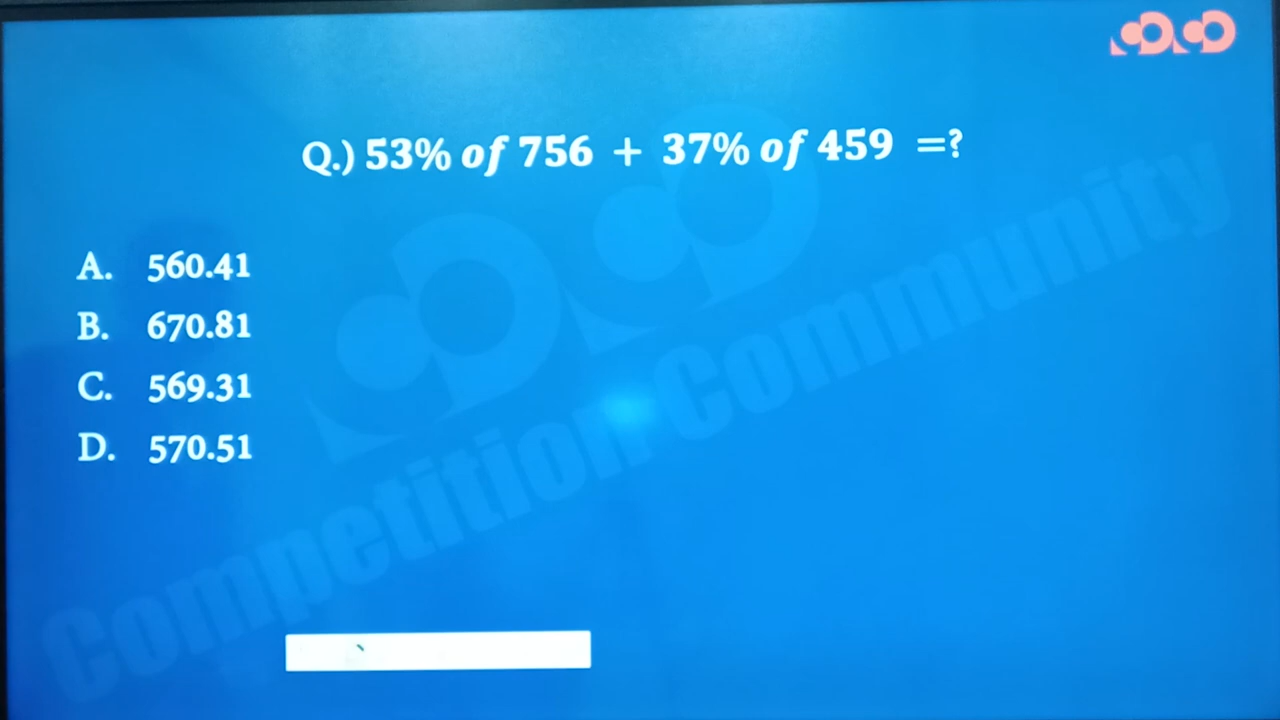 Q.) 53% of 756 + 37% of 459 =?
A. 560.41
B. 670.81
C. 569.31
D. 570.51
Competition Community